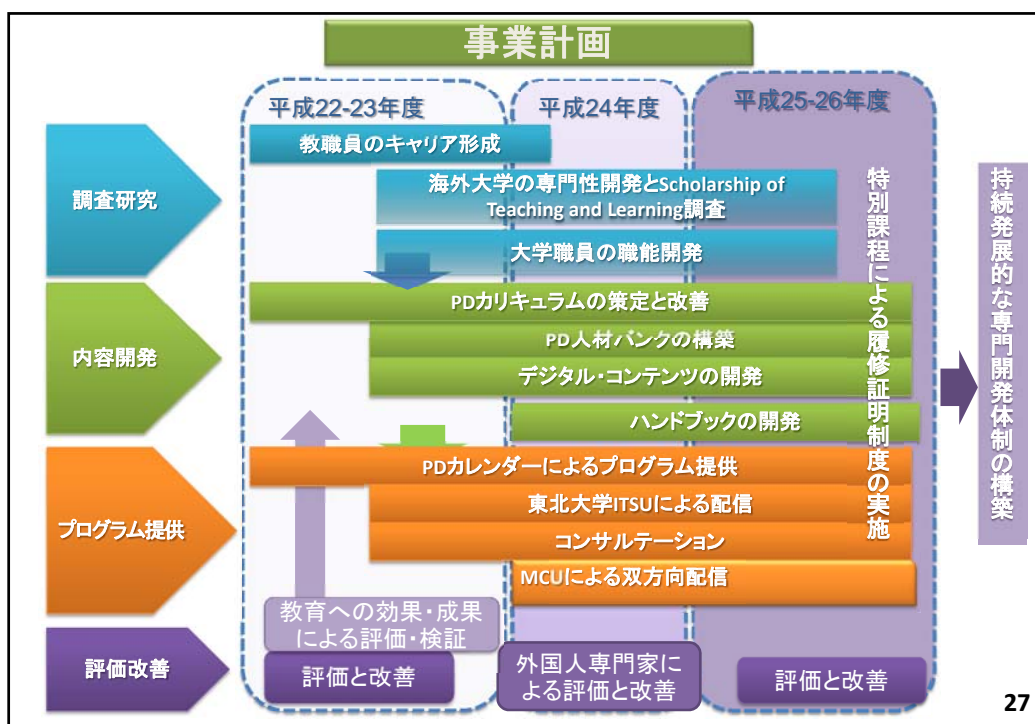 事業計画
平成22-23年度
平成24年度
平成25-26年度
調査研究
教職員のキャリア形成
海外大学の専門性開発とScholarship of
Teaching and Learning調査
大学職員の職能開発
内容開発
PDカリキュラムの策定と改善
PD人材バンクの構築
デジタル・コンテンツの開発
ハンドブックの開発
プログラム提供
PDカレンダーによるプログラム提供
東北大学ITSUによる配信
コンサルテーション
MCUによる双方向配信
特別課程による履修証明制度の実施
持続発展的な専門開発体制の構築
教育への効果・成果
による評価・検証
評価改善
評価と改善
外国人専門家に
よる評価と改善
評価と改善
27